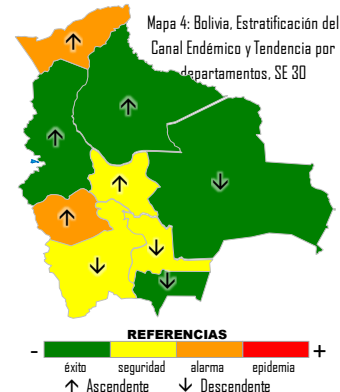 Mapa 4: Bolivia, Estratificación del
Canal Endémico y Tendencia por
departamentos, SE 30
REFERENCIAS
- +
éxito seguridad alarma epidemia
↑ Ascendente ↓ Descendente